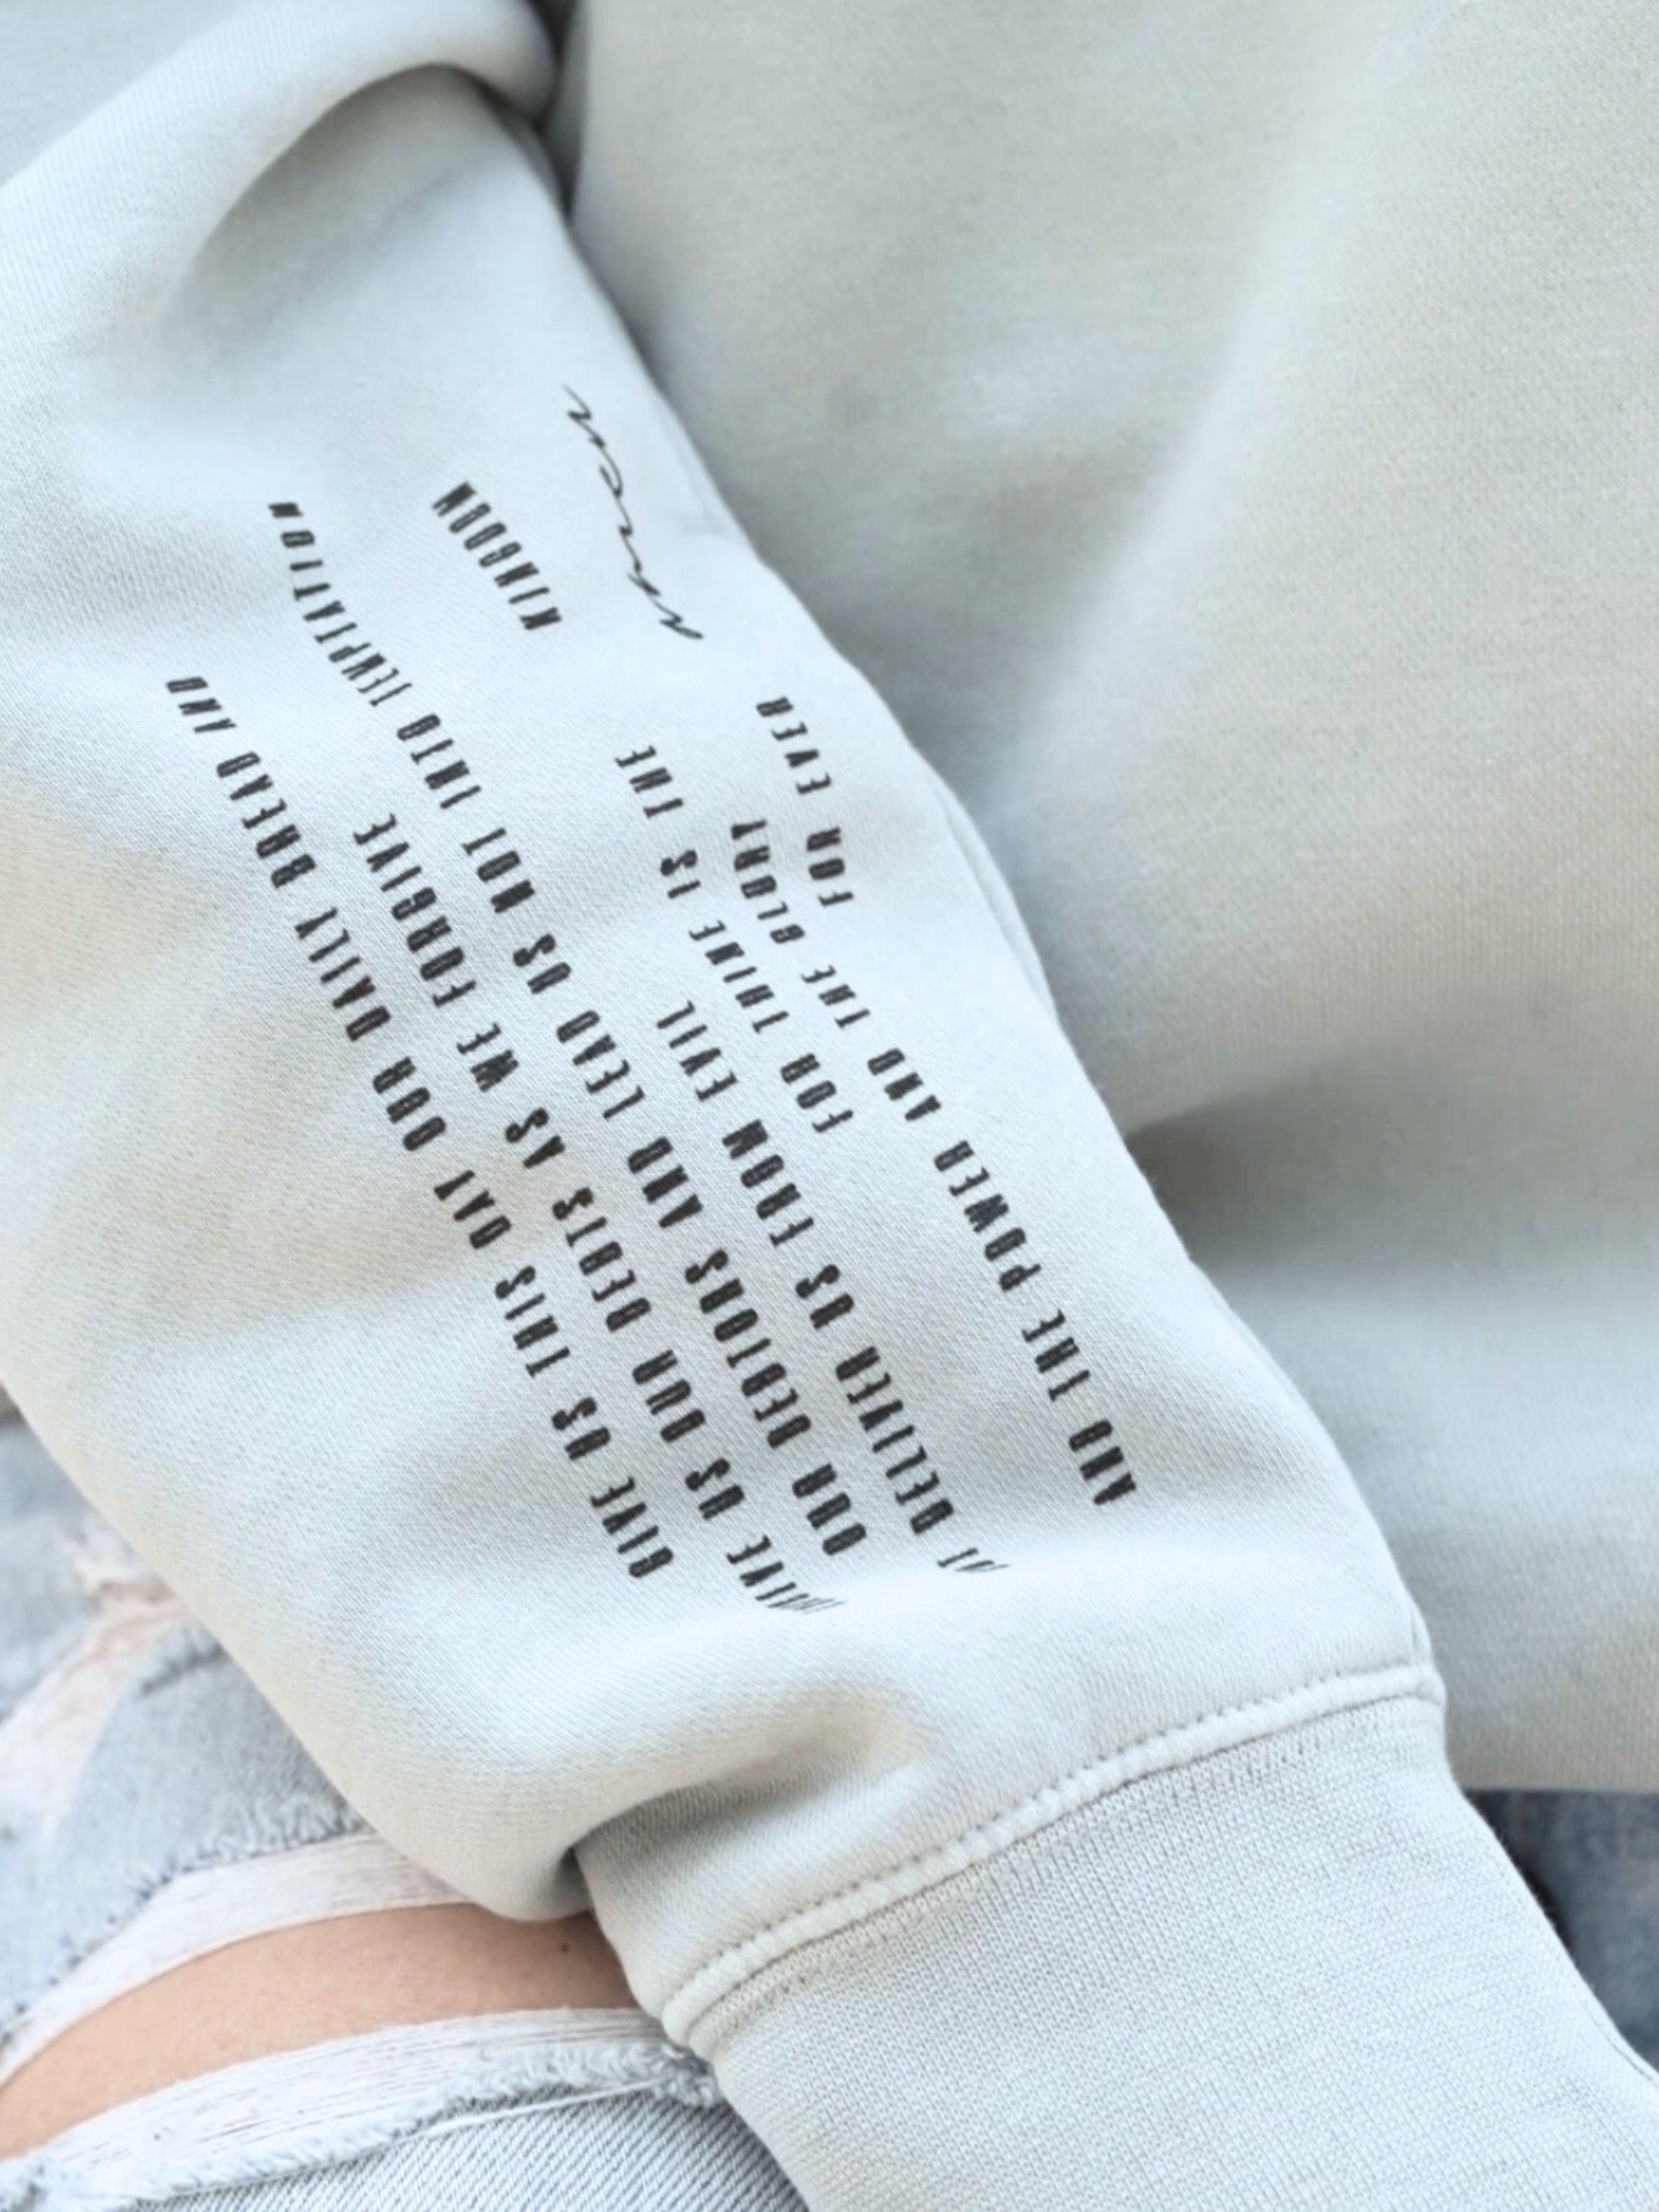 GIVE US THIS DAY OUR DAILY BREAD AND
US OUR DEBTS AS WE FORGIVE
OUR DEBTORS AND LEAD US NOT INTO TEMPTATION
DELIVER US FROM EVIL
FOR THINE IS THE KINGDOM
AND THE POWER AND THE GLORY
FOR EVER
amen